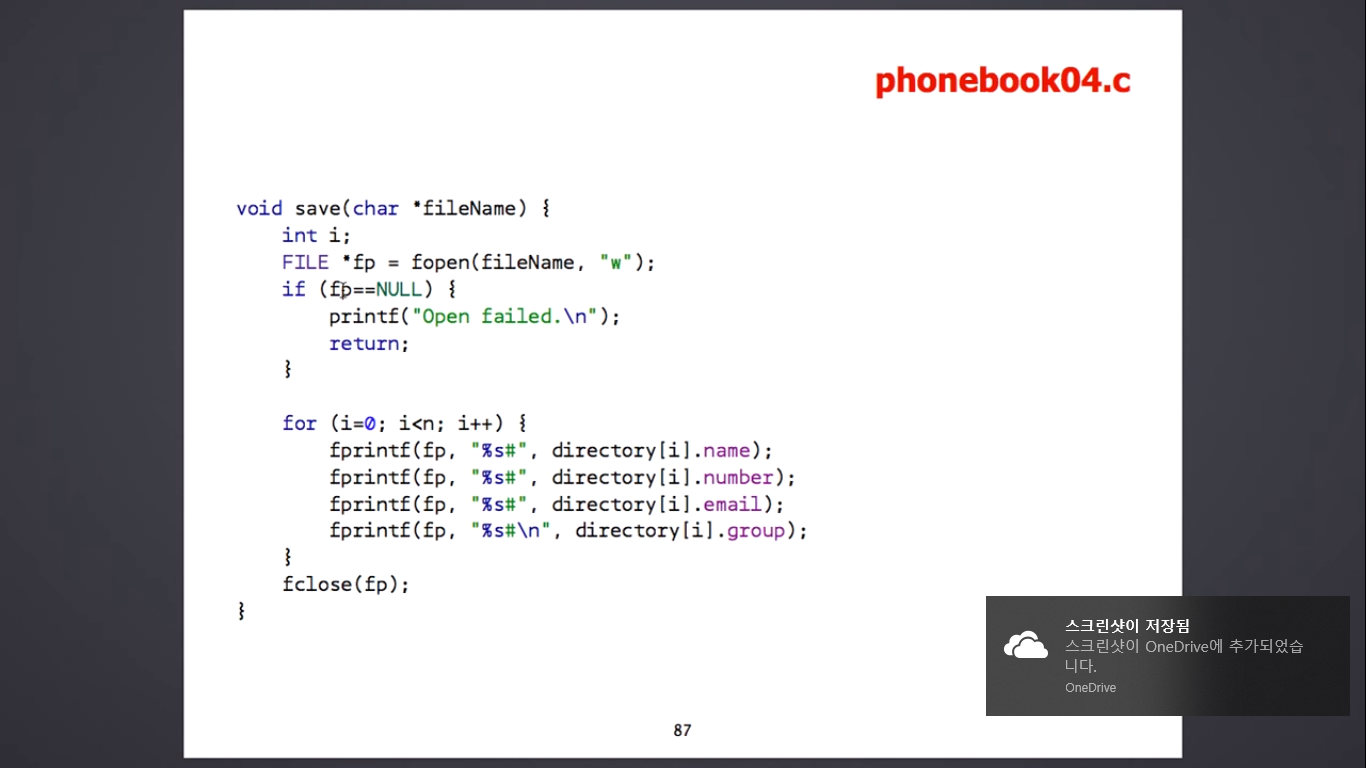 phonebook04.c
void save(char *fileName) {
    int i;
    FILE *fp = fopen(fileName, "w");
    if (fp==NULL) {
        printf("Open failed.\n");
        return;
    }
    for (i=0; i<n; i++) {
        fprintf(fp, "%s#", directory[i].name);
        fprintf(fp, "%s#", directory[i].number);
        fprintf(fp, "%s#", directory[i].email);
        fprintf(fp, "%s#\n", directory[i].group);
    }
    fclose(fp);
}
스크린샷이 저장됨
스크린샷이 OneDrive에 추가되었습
니다.
OneDrive
87